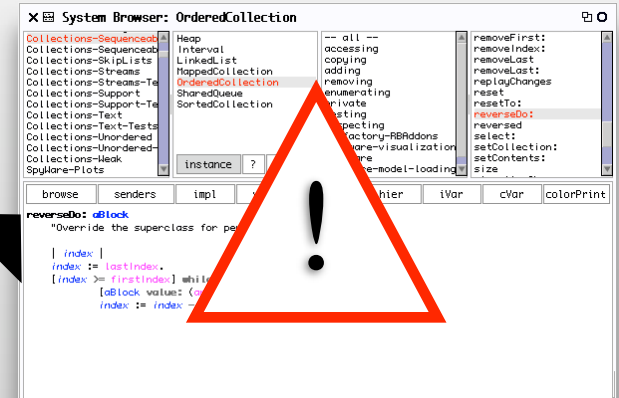 System Browser: OrderedCollection
Collections-Sequenceab
Collections-Sequenceab
Collections-SkipLists
Collections-Streams
Collections-Streams-Te
Collections-Support
Collections-Support-Te
Collections-Text
Collections-Text-Tests
Collections-Unordered
Collections-Unordered
Collections-Weak
SpyWare-Plots
Heap
Interval
LinkedList
MappedCollection
OrderedCollection
SharedQueue
SortedCollection
instance ?
-- all --
accessing
copying
adding
removing
enumerating
private
-model-loading
removeFirst:
removeIndex:
removeLast
removeLast:
replayChanges
reset
resetTo:
reverseDo:
reversed
select:
setCollection:
setContents:
size
browse senders impl hier iVar cVar colorPrint
reverseDo: aBlock
"Override the superclass for
| index |
index := lastIndex.
[index >= firstIndex]
[aBlock value: (
index := index -
!